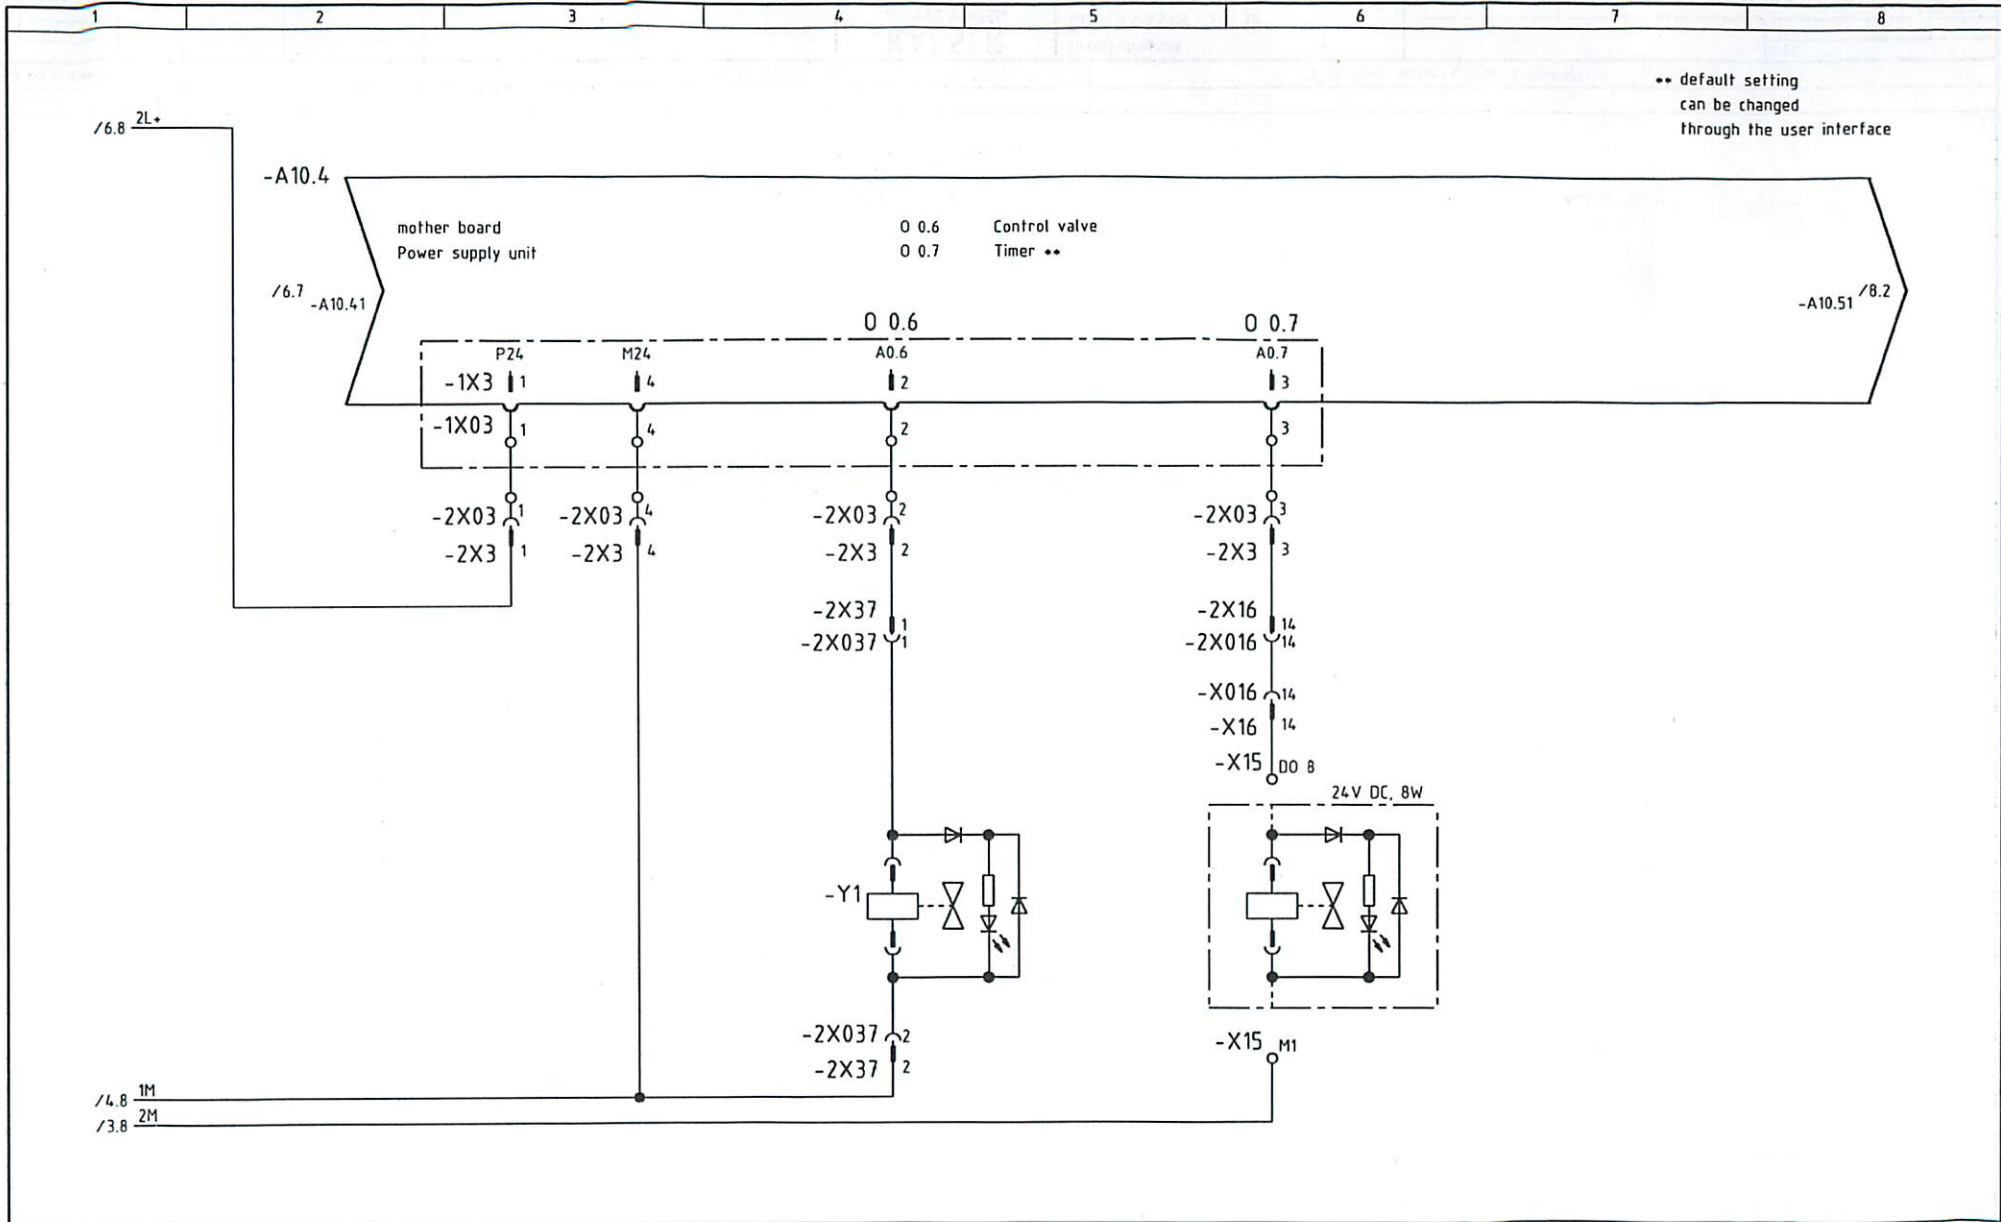 1 2 3 4 5 6 7 8
** default setting
can be changed
through the user interface
/6.8 2L+
-A10.4
mother board
Power supply unit
O 0.6 Control valve
O 0.7 Timer **
/6.7 -A10.41
-A10.51 /8.2
O 0.6 O 0.7
P24 M24 A0.6 A0.7
-1X3 1 4 2 3
-1X03 1 4 2 3
-2X03 1 -2X03 4 -2X03 2 -2X03 3
-2X3 1 -2X3 4 -2X3 2 -2X3 3
-2X37 1 -2X16 14
-2X037 1 -2X016 14
-X016 14
-X16 14
-X15 DO 8
24V DC, 8W
-Y1
-2X037 2
-X15 M1
-2X37 2
/4.8 1M
/3.8 2M